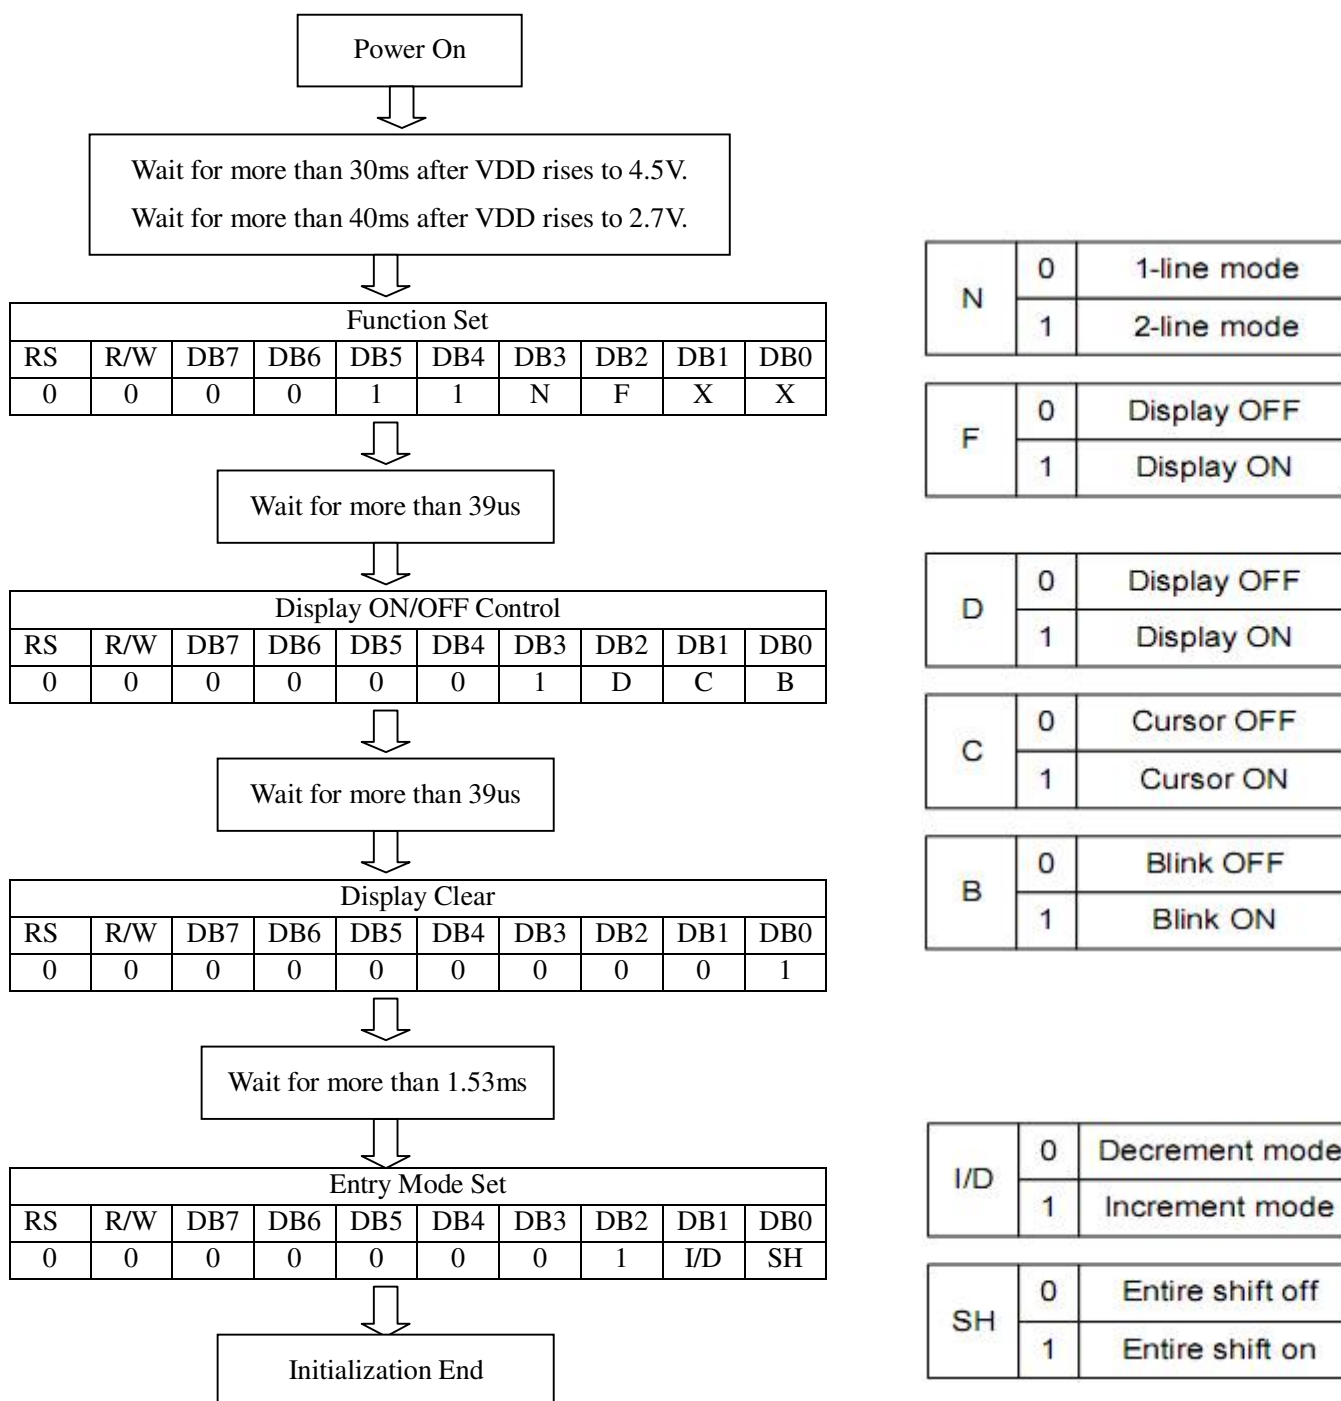 Power On
Wait for more than 30ms after VDD rises to 4.5V.
Wait for more than 40ms after VDD rises to 2.7V.
Function Set
RS R/W DB7 DB6 DB5 DB4 DB3 DB2 DB1 DB0
0 0 0 0 1 1 N F X X
Wait for more than 39us
Display ON/OFF Control
RS R/W DB7 DB6 DB5 DB4 DB3 DB2 DB1 DB0
0 0 0 0 0 0 1 D C B
Wait for more than 39us
Display Clear
RS R/W DB7 DB6 DB5 DB4 DB3 DB2 DB1 DB0
0 0 0 0 0 0 0 0 0 1
Wait for more than 1.53ms
Entry Mode Set
RS R/W DB7 DB6 DB5 DB4 DB3 DB2 DB1 DB0
0 0 0 0 0 0 0 1 I/D SH
Initialization End
N
0 1-line mode
1 2-line mode
F
0 Display OFF
1 Display ON
D
0 Display OFF
1 Display ON
C
0 Cursor OFF
1 Cursor ON
B
0 Blink OFF
1 Blink ON
I/D
0 Decrement mode
1 Increment mode
SH
0 Entire shift off
1 Entire shift on